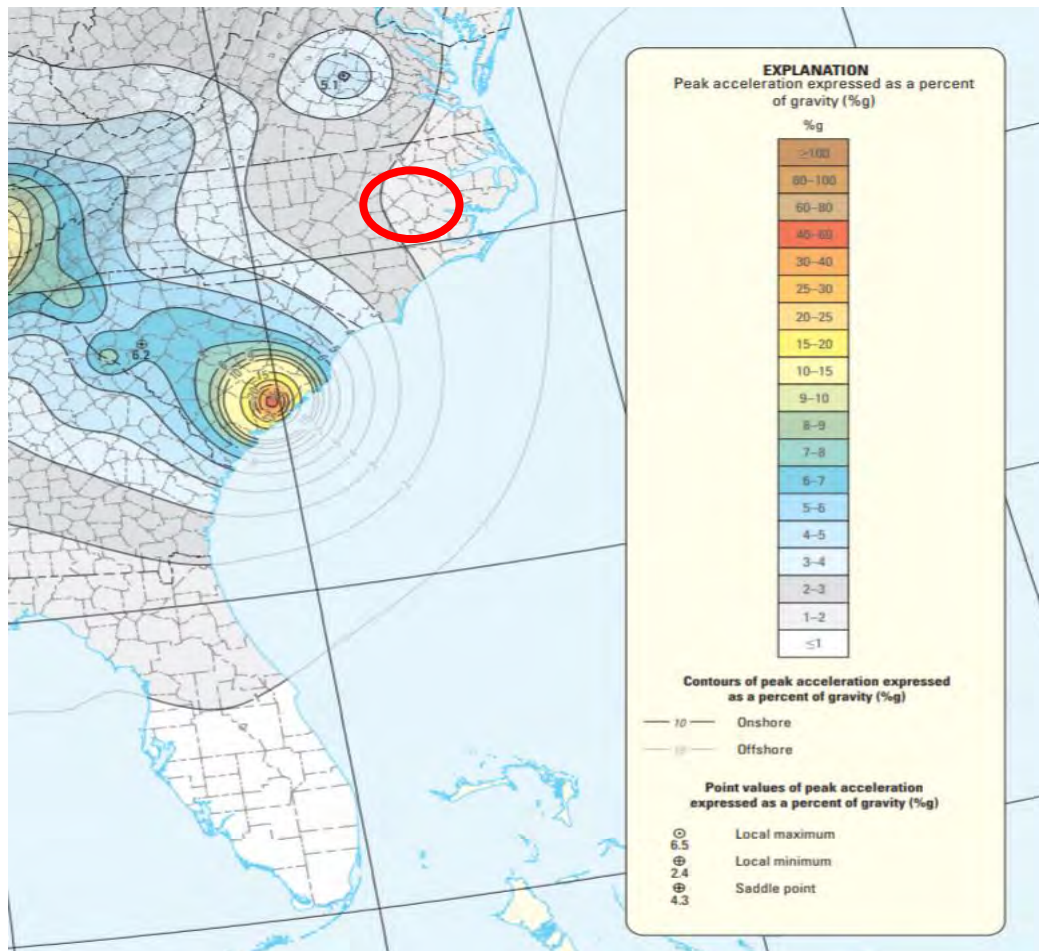 EXPLANATION
Peak acceleration expressed as a percent
of gravity (%g)
%g
≥100
80–100
60–80
40–60
30–40
25–30
20–25
15–20
10–15
9–10
8–9
7–8
6–7
5–6
4–5
3–4
2–3
1–2
≤1
Contours of peak acceleration expressed
as a percent of gravity (%g)
10 Onshore
10 Offshore
Point values of peak acceleration
expressed as a percent of gravity (%g)
Local maximum
6.5
Local minimum
2.4
Saddle point
4.3
5.1
6.2
10
15